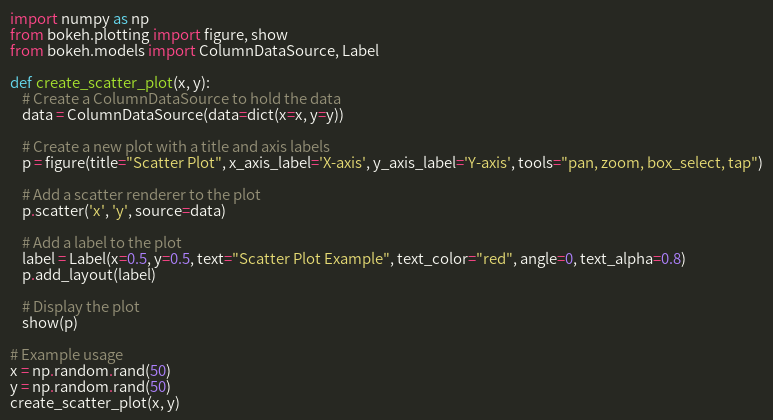 import numpy as np
from bokeh.plotting import figure, show
from bokeh.models import ColumnDataSource, Label

def create_scatter_plot(x, y):
    # Create a ColumnDataSource to hold the data
    data = ColumnDataSource(data=dict(x=x, y=y))

    # Create a new plot with a title and axis labels
    p = figure(title="Scatter Plot", x_axis_label='X-axis', y_axis_label='Y-axis', tools="pan, zoom, box_select, tap")

    # Add a scatter renderer to the plot
    p.scatter('x', 'y', source=data)

    # Add a label to the plot
    label = Label(x=0.5, y=0.5, text="Scatter Plot Example", text_color="red", angle=0, text_alpha=0.8)
    p.add_layout(label)

    # Display the plot
    show(p)

# Example usage
x = np.random.rand(50)
y = np.random.rand(50)
create_scatter_plot(x, y)